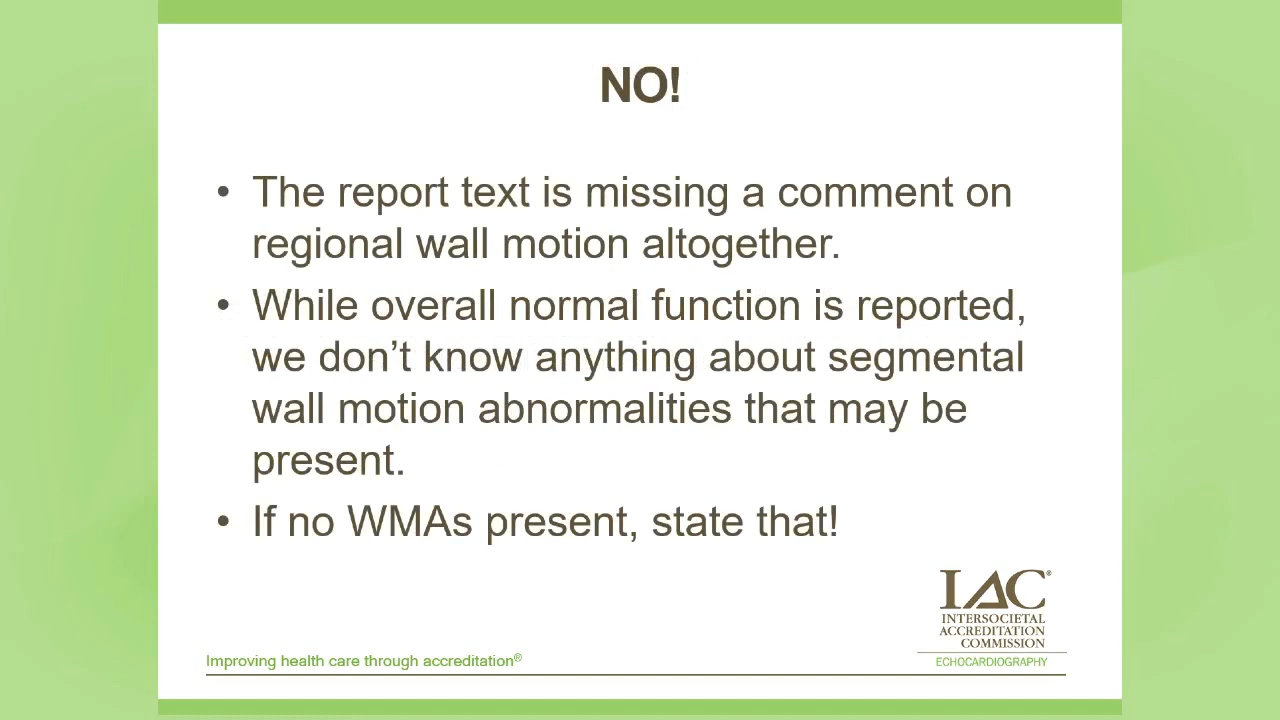 NO!
• The report text is missing a comment on
regional wall motion altogether.
• While overall normal function is reported,
we don’t know anything about segmental
wall motion abnormalities that may be
present.
• If no WMAs present, state that!
IAC®
INTERSOCIETAL
ACCREDITATION
COMMISSION
ECHOCARDIOGRAPHY
Improving health care through accreditation®